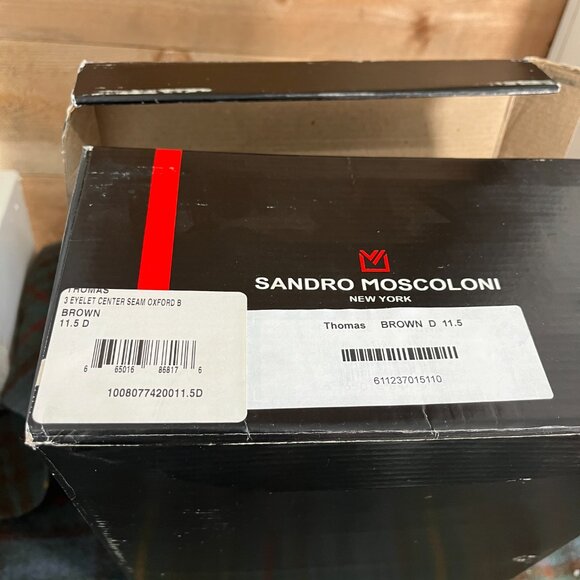 SANDRO MOSCOLONI
NEW YORK
THOMAS
3 EYELET CENTER SEAM OXFORD B
BROWN
11.5 D
6 65016 86817 6
1008077420011.5D
Thomas BROWN D 11.5
611237015110